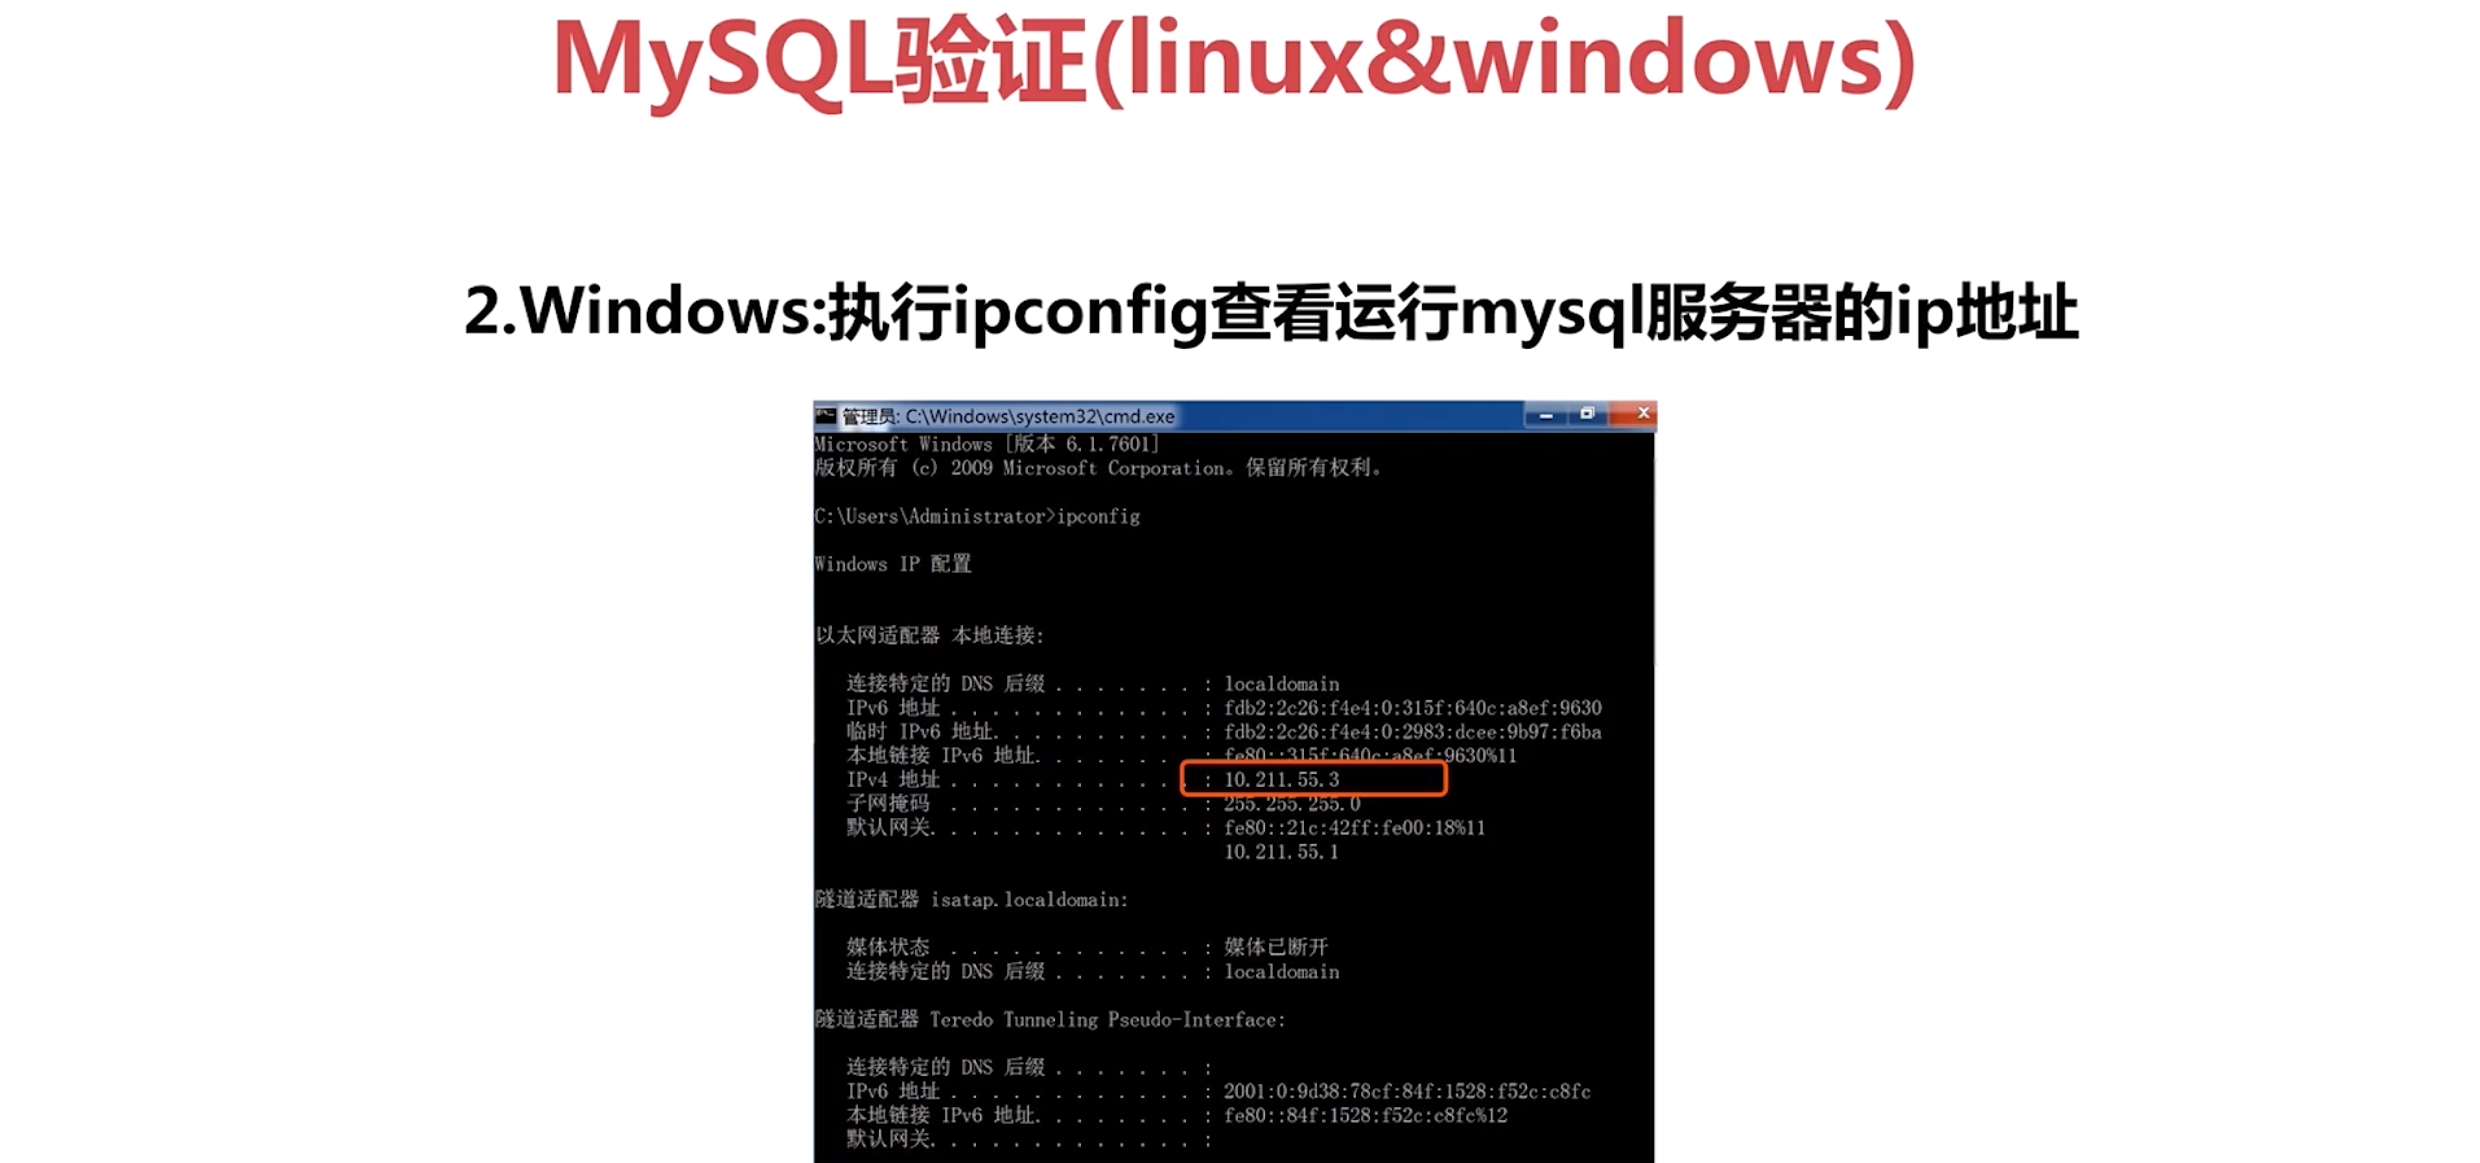 MySQL验证(linux&windows)
2.Windows:执行ipconfig查看运行mysql服务器的ip地址
管理员: C:\Windows\system32\cmd.exe
Microsoft Windows [版本 6.1.7601]
版权所有 (c) 2009 Microsoft Corporation。保留所有权利。
C:\Users\Administrator>ipconfig
Windows IP 配置
以太网适配器 本地连接:
连接特定的 DNS 后缀 . . . . . . . : localdomain
IPv6 地址 . . . . . . . . . . . . : fdb2:2c26:f4e4:0:315f:640c:a8ef:9630
临时 IPv6 地址. . . . . . . . . . : fdb2:2c26:f4e4:0:2983:dcee:9b97:f6ba
本地链接 IPv6 地址. . . . . . . . : fe80::315f:640c:a8ef:9630%11
IPv4 地址 . . . . . . . . . . . . : 10.211.55.3
子网掩码 . . . . . . . . . . . . : 255.255.255.0
默认网关. . . . . . . . . . . . . : fe80::21c:42ff:fe00:18%11
10.211.55.1
隧道适配器 isatap.localdomain:
媒体状态 . . . . . . . . . . . . : 媒体已断开
连接特定的 DNS 后缀 . . . . . . . : localdomain
隧道适配器 Teredo Tunneling Pseudo-Interface:
连接特定的 DNS 后缀 . . . . . . . :
IPv6 地址 . . . . . . . . . . . . : 2001:0:9d38:78cf:84f:1528:f52c:c8fc
本地链接 IPv6 地址. . . . . . . . : fe80::84f:1528:f52c:c8fc%12
默认网关. . . . . . . . . . . . . :